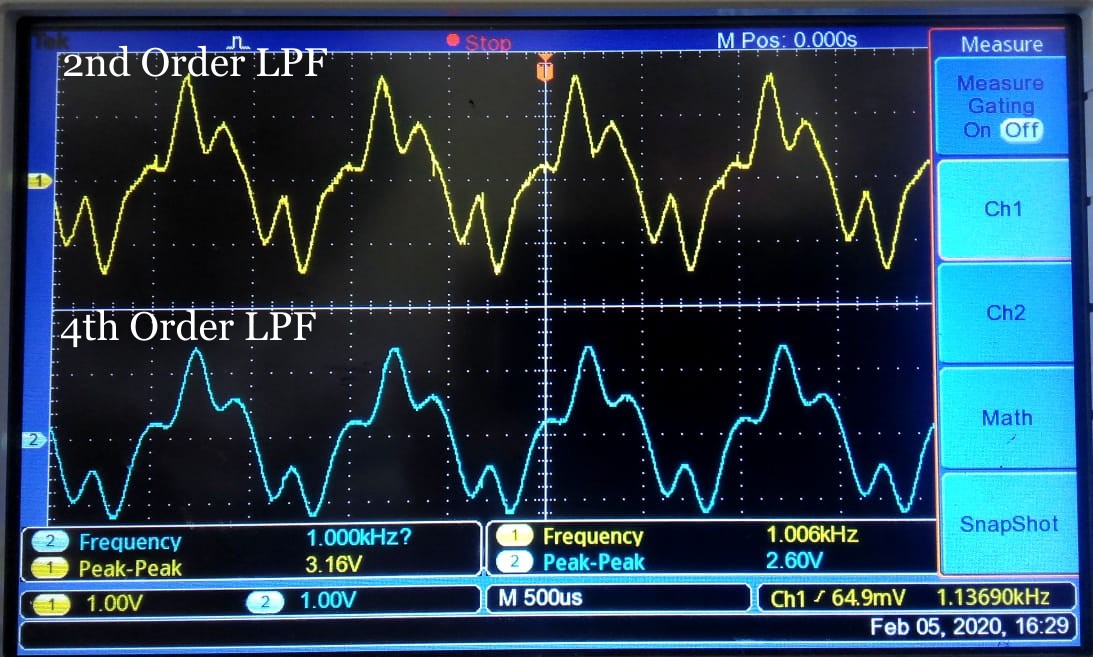 Tek Stop M Pos: 0.000s Measure
2nd Order LPF
Measure
Gating
On Off
1
Ch1
4th Order LPF
Ch2
2
Math
SnapShot
2 Frequency 1.000kHz? 1 Frequency 1.006kHz
1 Peak-Peak 3.16V 2 Peak-Peak 2.60V
1 1.00V 2 1.00V M 500us Ch1 64.9mV 1.13690kHz
Feb 05, 2020, 16:29